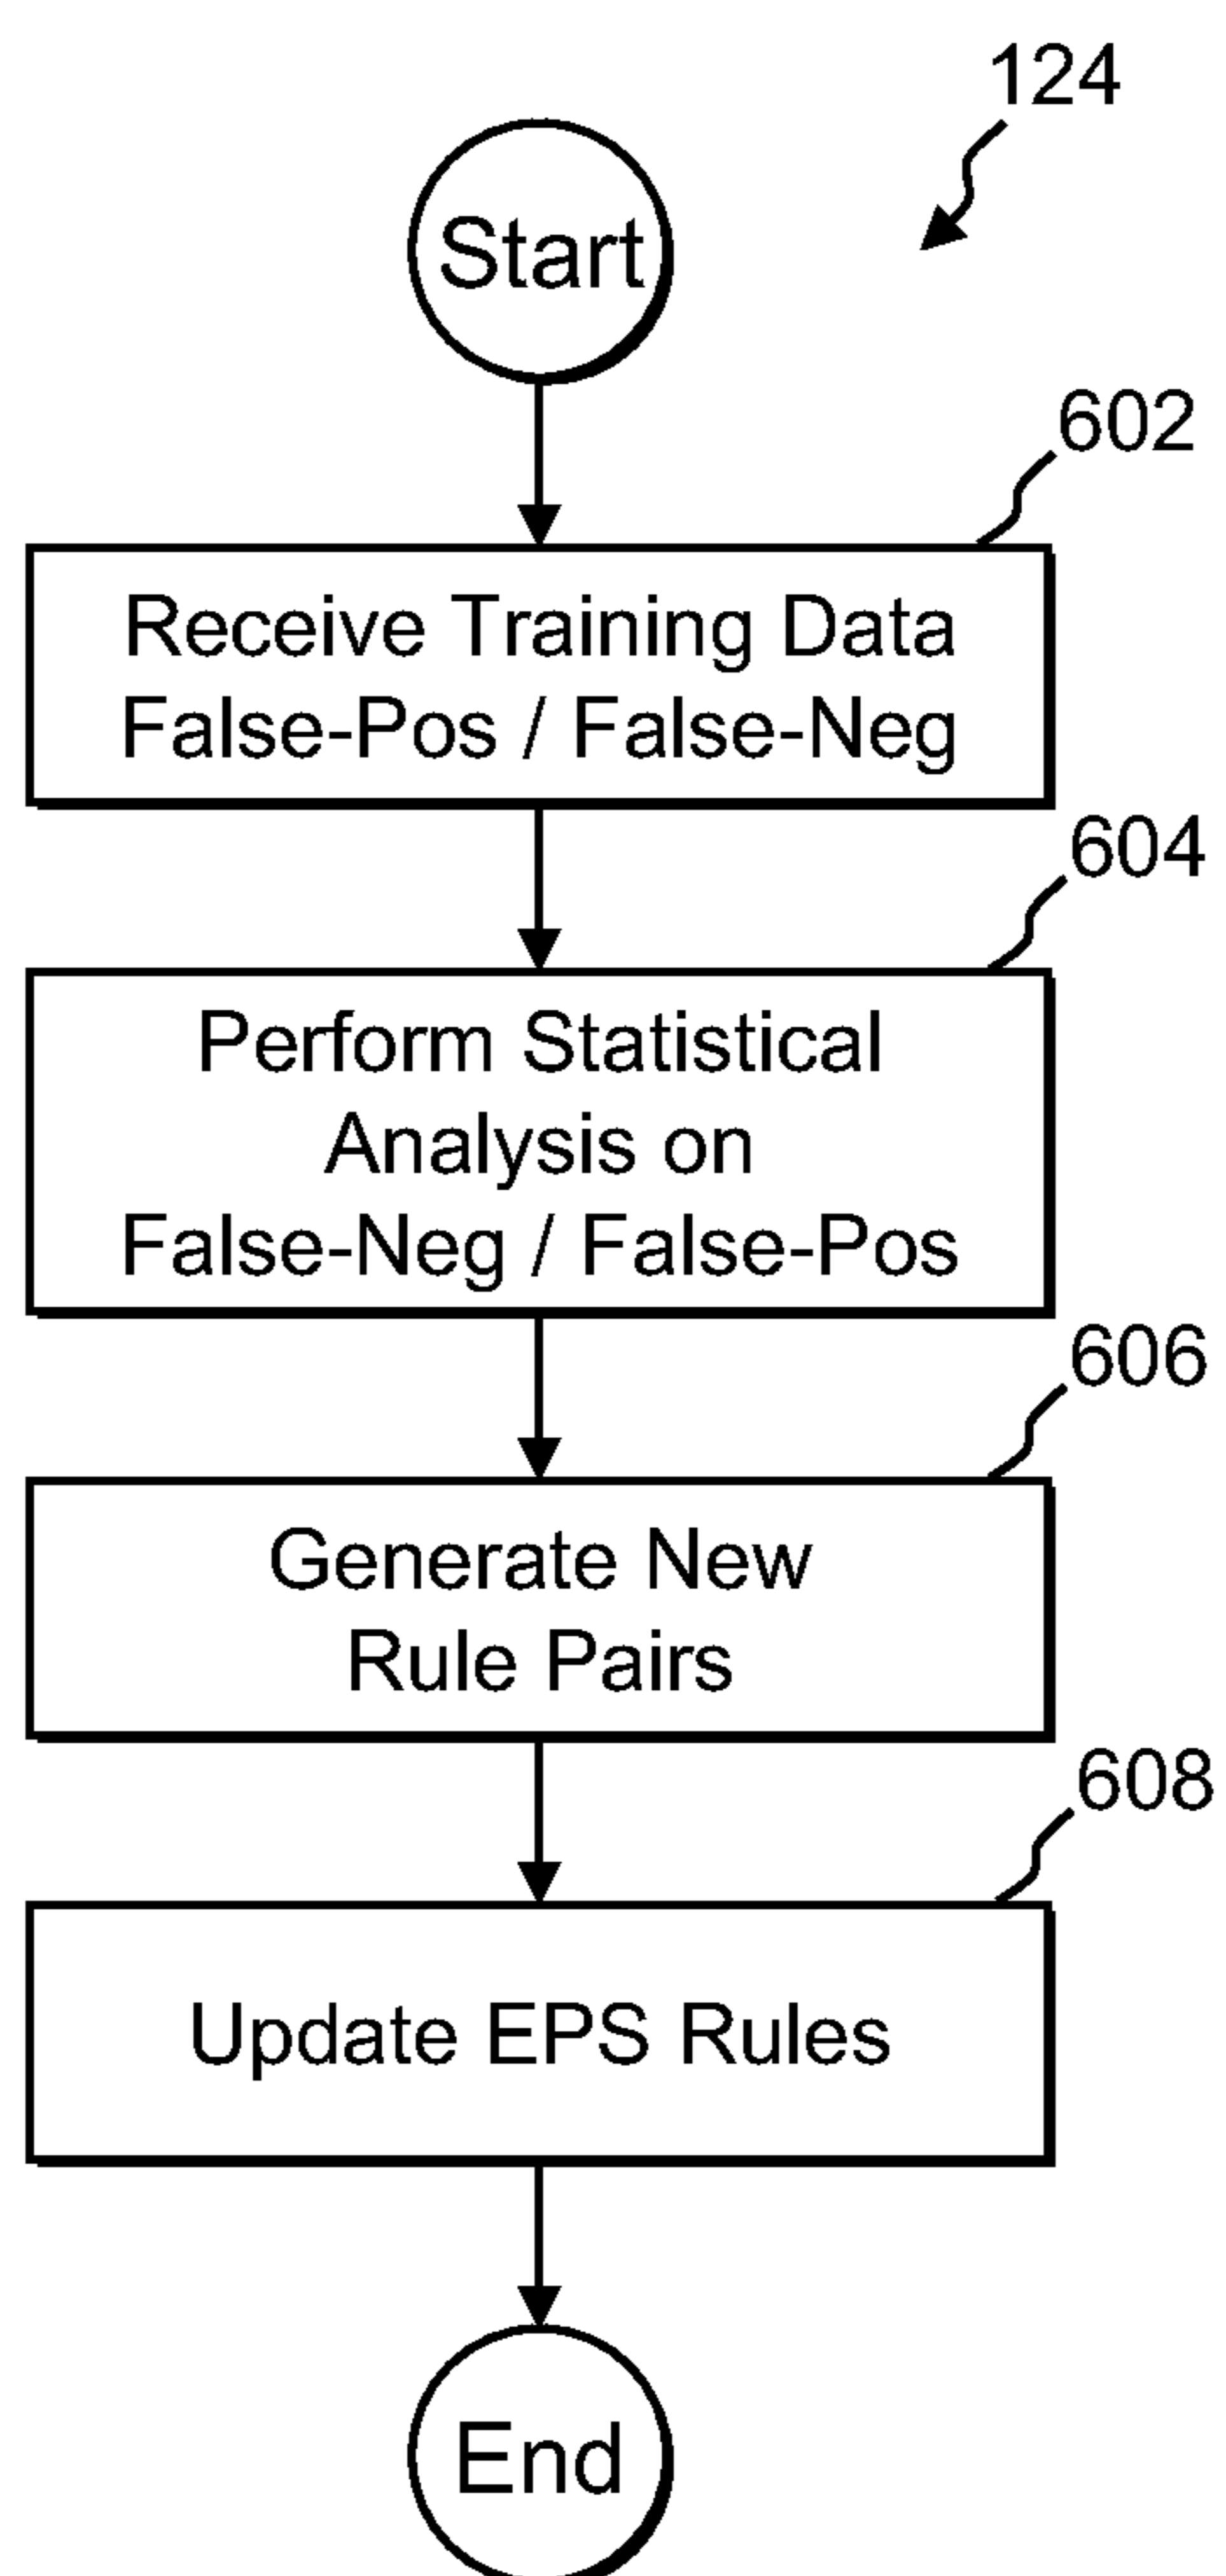 124
Start
602
Receive Training Data
False-Pos / False-Neg
604
Perform Statistical
Analysis on
False-Neg / False-Pos
606
Generate New
Rule Pairs
608
Update EPS Rules
End